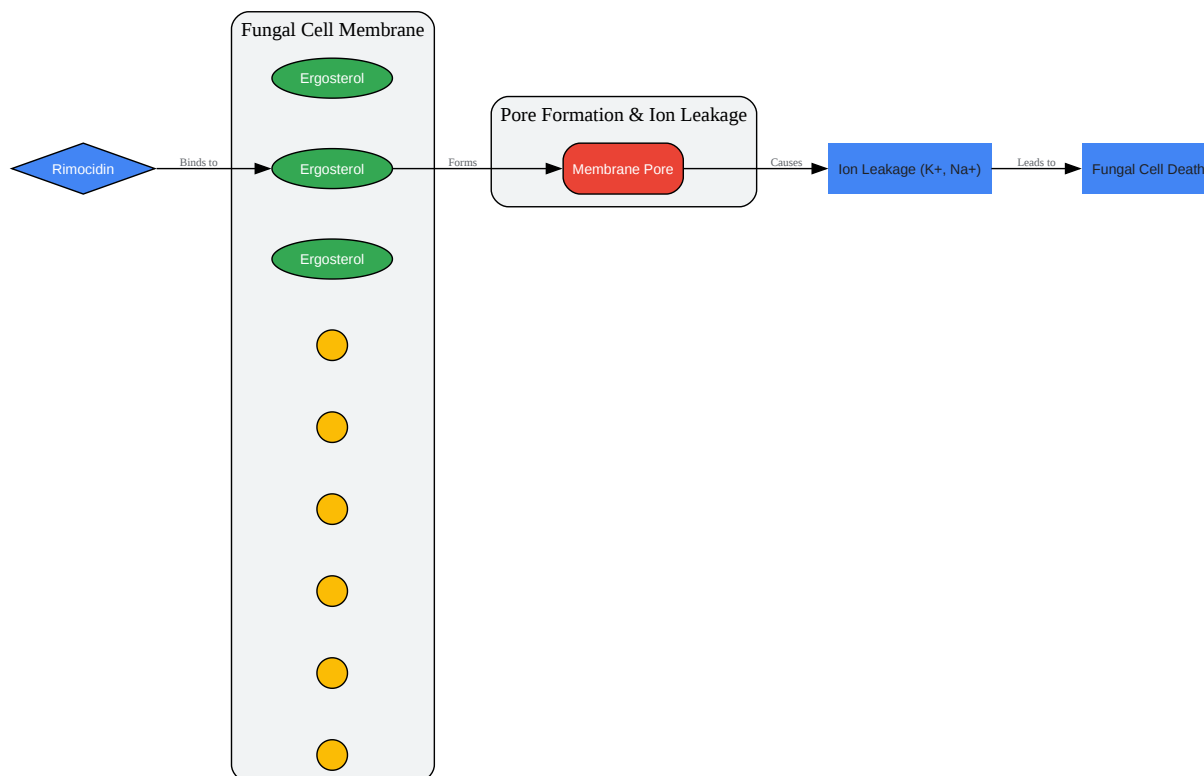 Fungal Cell Membrane
Ergosterol
Pore Formation & Ion Leakage
Rimocidin
Binds to
Ergosterol
Forms
Membrane Pore
Causes
Ion Leakage (K+, Na+)
Leads to
Fungal Cell Death
Ergosterol